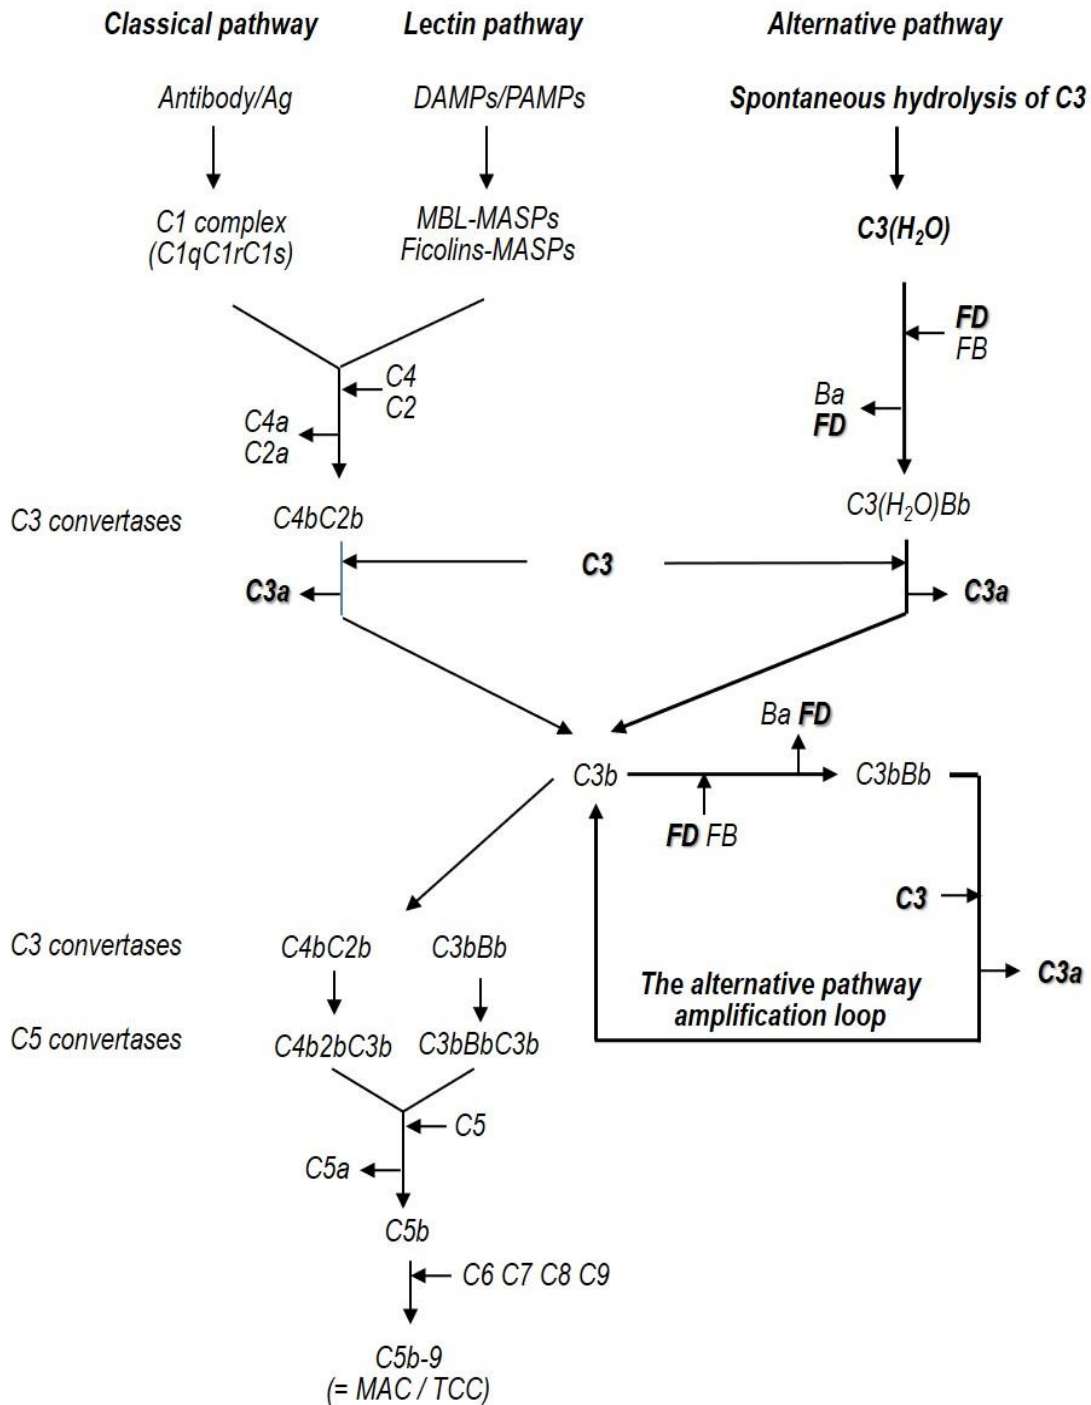 Classical pathway Lectin pathway Alternative pathway
Antibody/Ag DAMPs/PAMPs Spontaneous hydrolysis of C3
C1 complex
(C1qC1rC1s)
MBL-MASPs
Ficolins-MASPs
C3(H₂O)
FD
FB
Ba
FD
C4
C2
C4a
C2a
C3 convertases C4bC2b C3(H₂O)Bb
C3
C3a C3a
Ba FD
C3b C3bBb
FD FB
C3
C3a
The alternative pathway
amplification loop
C3 convertases C4bC2b C3bBb
C5 convertases C4b2bC3b C3bBbC3b
C5
C5a
C5b
C6 C7 C8 C9
C5b-9
(= MAC / TCC)